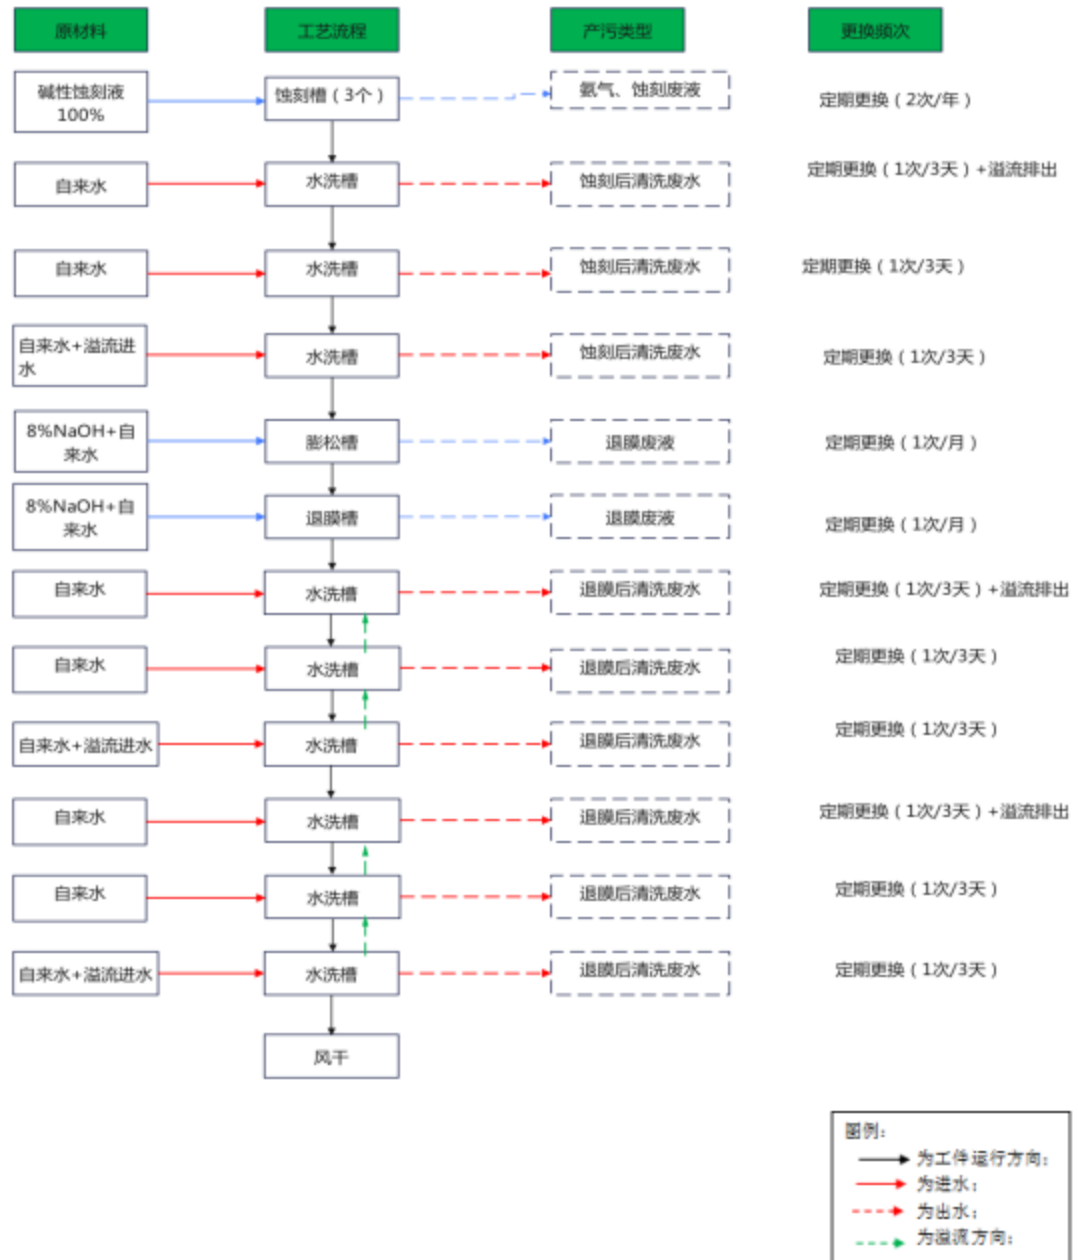 原材料 工艺流程 产污类型 更换频次
碱性蚀刻液
100%
蚀刻槽（3个） 氨气、蚀刻废液 定期更换（2次/年）
自来水 水洗槽 蚀刻后清洗废水 定期更换（1次/3天）+溢流排出
自来水 水洗槽 蚀刻后清洗废水 定期更换（1次/3天）
自来水+溢流进
水
水洗槽 蚀刻后清洗废水 定期更换（1次/3天）
8%NaOH+自
来水
膨松槽 退膜废液 定期更换（1次/月）
8%NaOH+自
来水
退膜槽 退膜废液 定期更换（1次/月）
自来水 水洗槽 退膜后清洗废水 定期更换（1次/3天）+溢流排出
自来水 水洗槽 退膜后清洗废水 定期更换（1次/3天）
自来水+溢流进水 水洗槽 退膜后清洗废水 定期更换（1次/3天）
自来水 水洗槽 退膜后清洗废水 定期更换（1次/3天）+溢流排出
自来水 水洗槽 退膜后清洗废水 定期更换（1次/3天）
自来水+溢流进水 水洗槽 退膜后清洗废水 定期更换（1次/3天）
风干
图例：
为工件运行方向；
为进水；
为出水；
为溢流方向；